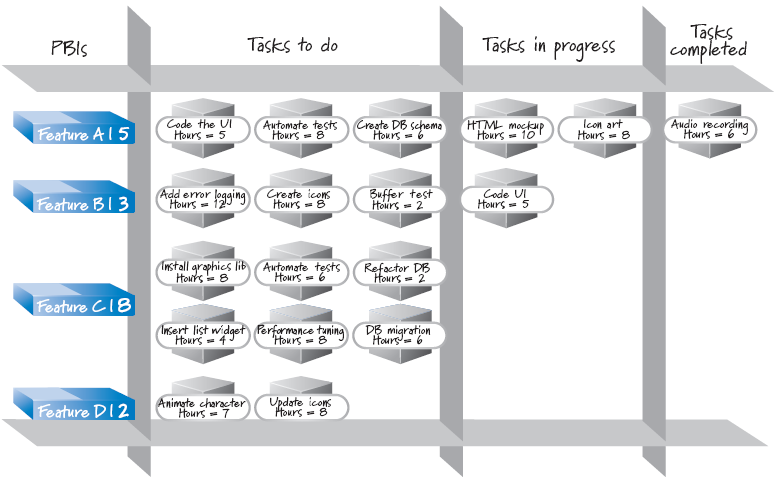 PBIs
Tasks to do
Tasks in progress
Tasks
completed
Feature A | 5
Code the UI
Hours = 5
Automate tests
Hours = 8
Create DB schema
Hours = 6
HTML mockup
Hours = 10
Icon art
Hours = 8
Audio recording
Hours = 6
Feature B | 3
Add error logging
Hours = 12
Create icons
Hours = 8
Buffer test
Hours = 2
Code UI
Hours = 5
Feature C | 8
Install graphics lib
Hours = 8
Automate tests
Hours = 6
Refactor DB
Hours = 2
Insert list widget
Hours = 4
Performance tuning
Hours = 8
DB migration
Hours = 6
Feature D | 2
Animate character
Hours = 7
Update icons
Hours = 8